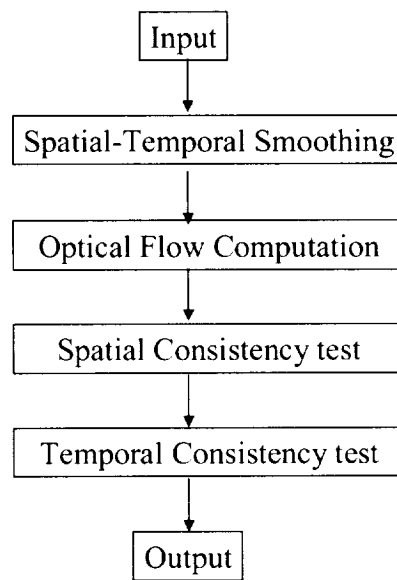 Input
Spatial-Temporal Smoothing
Optical Flow Computation
Spatial Consistency test
Temporal Consistency test
Output